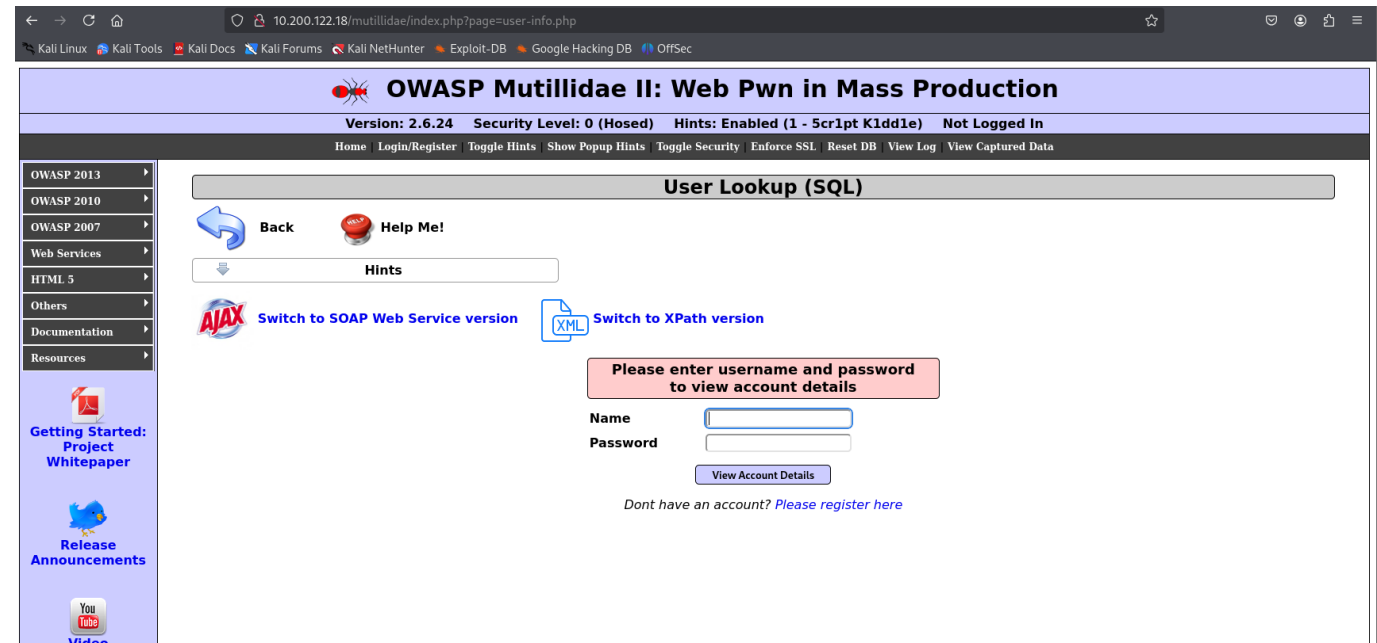 10.200.122.18/mutillidae/index.php?page=user-info.php
Kali Linux Kali Tools Kali Docs Kali Forums Kali NetHunter Exploit-DB Google Hacking DB OffSec
OWASP Mutillidae II: Web Pwn in Mass Production
Version: 2.6.24 Security Level: 0 (Hosed) Hints: Enabled (1 - 5cr1pt K1dd1e) Not Logged In
Home | Login/Register | Toggle Hints | Show Popup Hints | Toggle Security | Enforce SSL | Reset DB | View Log | View Captured Data
OWASP 2013
OWASP 2010
OWASP 2007
Web Services
HTML 5
Others
Documentation
Resources
Getting Started:
Project
Whitepaper
Release
Announcements
You
Tube
Video
User Lookup (SQL)
Back
HELP
Help Me!
Hints
AJAX
Switch to SOAP Web Service version
XML
Switch to XPath version
Please enter username and password
to view account details
Name
Password
View Account Details
Dont have an account? Please register here